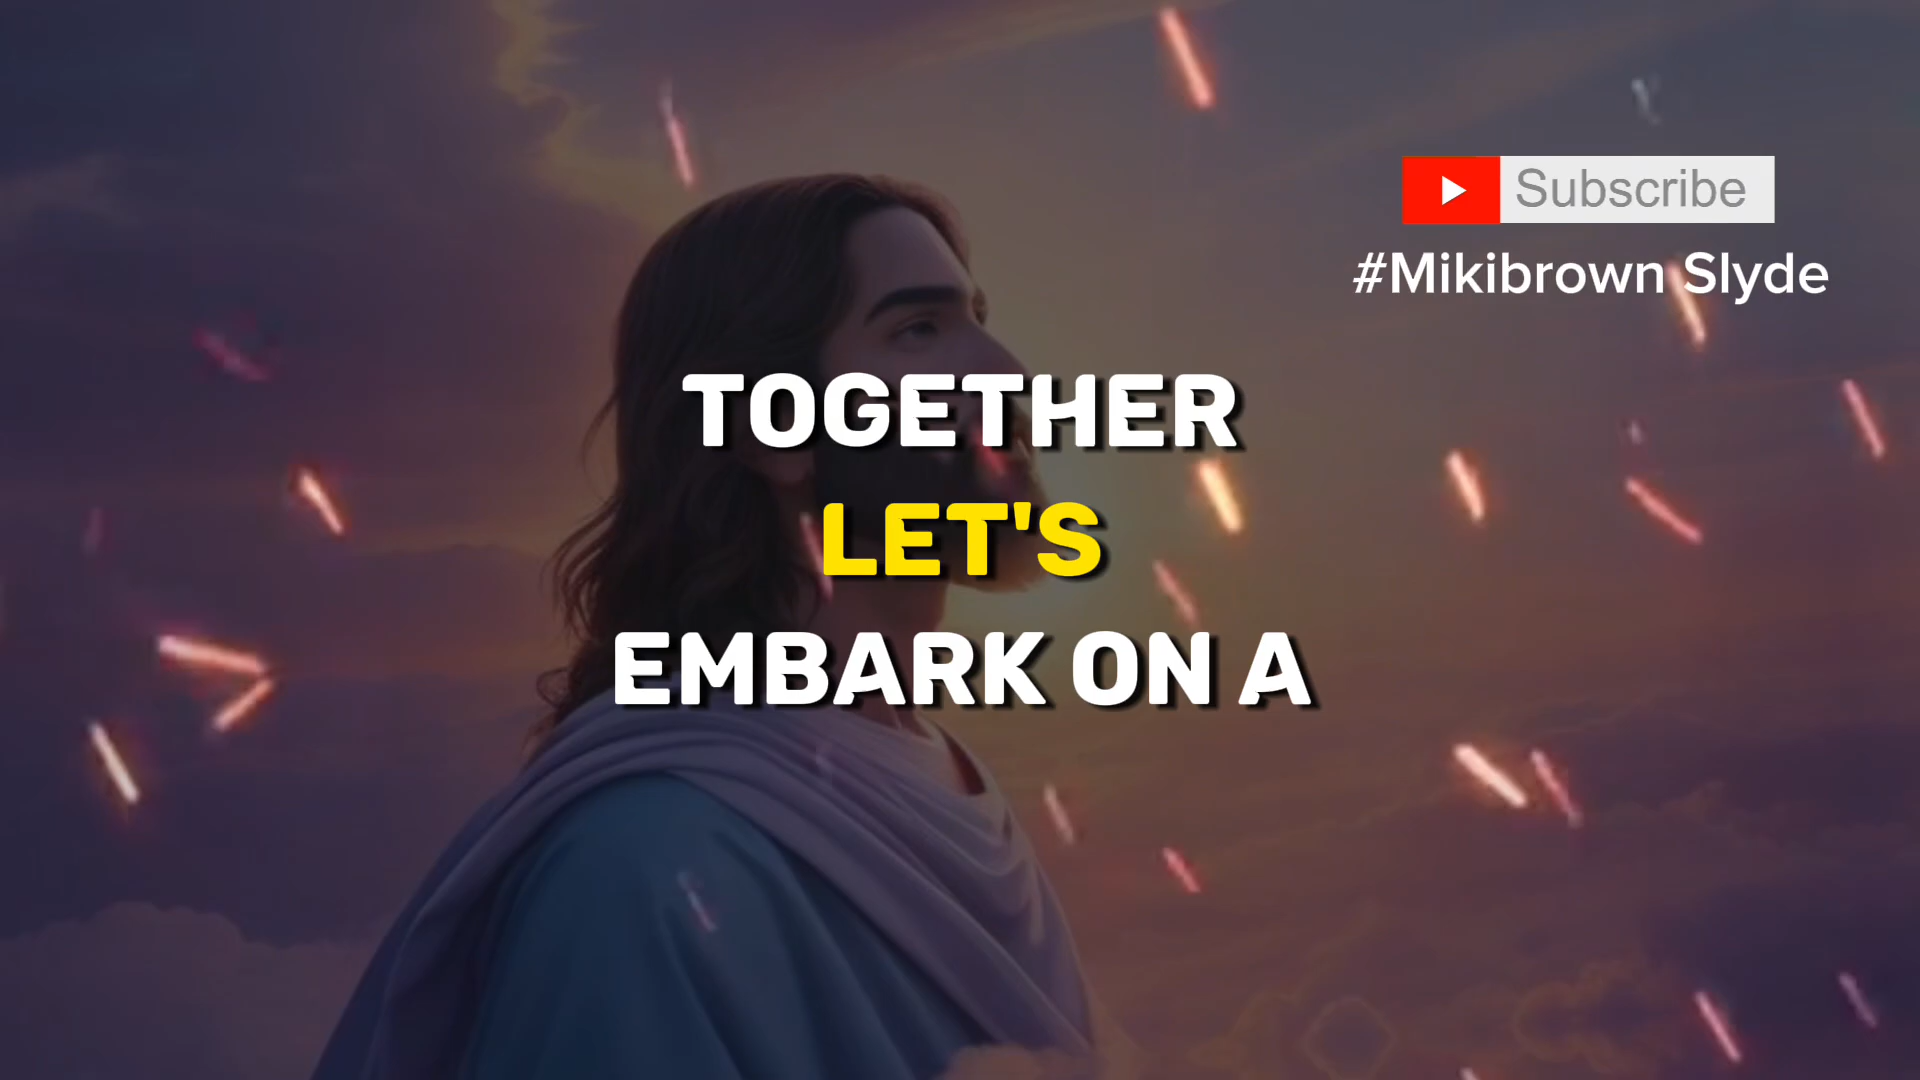 Subscribe
#Mikibrown Slyde
TOGETHER
LET'S
EMBARK ON A